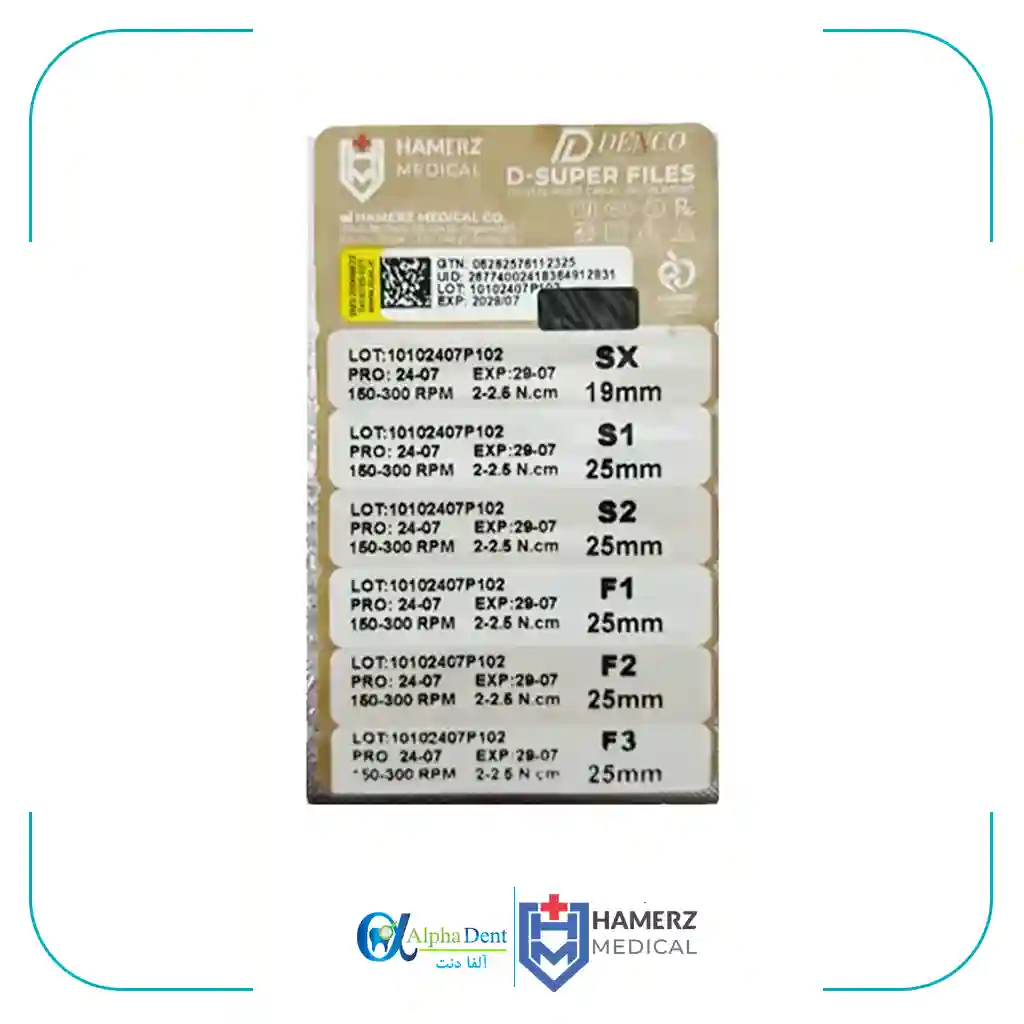 HAMERZ
MEDICAL
DENCO
D-SUPER FILES
HAMERZ MEDICAL CO.
GTN: 06262576112325
UID: 26774002418364912831
LOT: 10102407P102
EXP: 2029/07
LOT:10102407P102
PRO: 24-07 EXP:29-07
150-300 RPM 2-2.5 N.cm
SX
19mm
LOT:10102407P102
PRO: 24-07 EXP:29-07
150-300 RPM 2-2.5 N.cm
S1
25mm
LOT:10102407P102
PRO: 24-07 EXP:29-07
150-300 RPM 2-2.5 N.cm
S2
25mm
LOT:10102407P102
PRO: 24-07 EXP:29-07
150-300 RPM 2-2.5 N.cm
F1
25mm
LOT:10102407P102
PRO: 24-07 EXP:29-07
150-300 RPM 2-2.5 N.cm
F2
25mm
LOT:10102407P102
PRO 24-07 EXP:29-07
150-300 RPM 2-2.5 N cm
F3
25mm
Alpha Dent
آلفا دنت
HAMERZ
MEDICAL